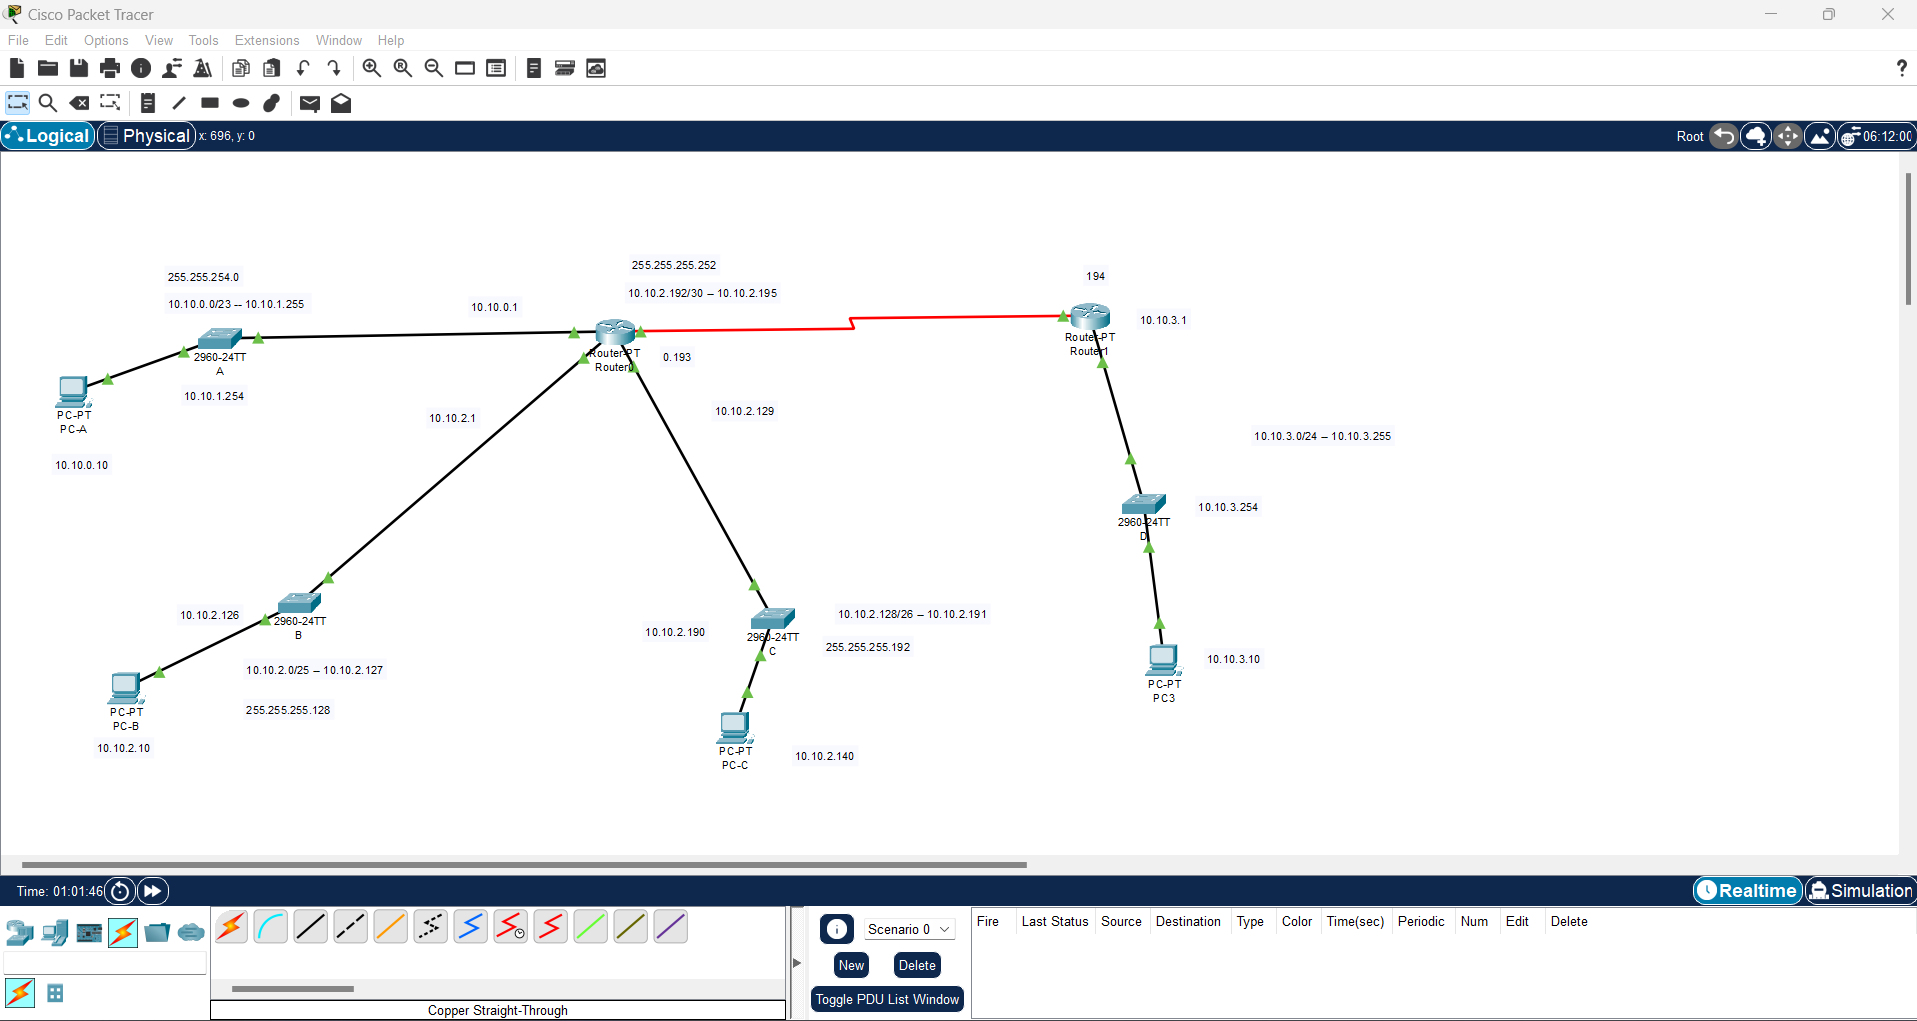 Cisco Packet Tracer
File Edit Options View Tools Extensions Window Help
?
Logical Physical x: 696, y: 0 Root 06:12:00
255.255.255.252
255.255.254.0
194
10.10.2.192/30 – 10.10.2.195
10.10.0.0/23 -- 10.10.1.255
10.10.0.1
10.10.3.1
Router-PT
Router1
2960-24TT
A
Router-PT
Router0
0.193
10.10.1.254
PC-PT
PC-A
10.10.2.1
10.10.2.129
10.10.3.0/24 – 10.10.3.255
10.10.0.10
10.10.3.254
2960-24TT
D
10.10.2.126
2960-24TT
B
10.10.2.128/26 – 10.10.2.191
10.10.2.190
2960-24TT
C
255.255.255.192
10.10.3.10
10.10.2.0/25 – 10.10.2.127
PC-PT
PC3
255.255.255.128
PC-PT
PC-B
10.10.2.10
PC-PT
PC-C
10.10.2.140
Time: 01:01:46 Realtime Simulation
Scenario 0
New Delete
Toggle PDU List Window
Fire Last Status Source Destination Type Color Time(sec) Periodic Num Edit Delete
Copper Straight-Through